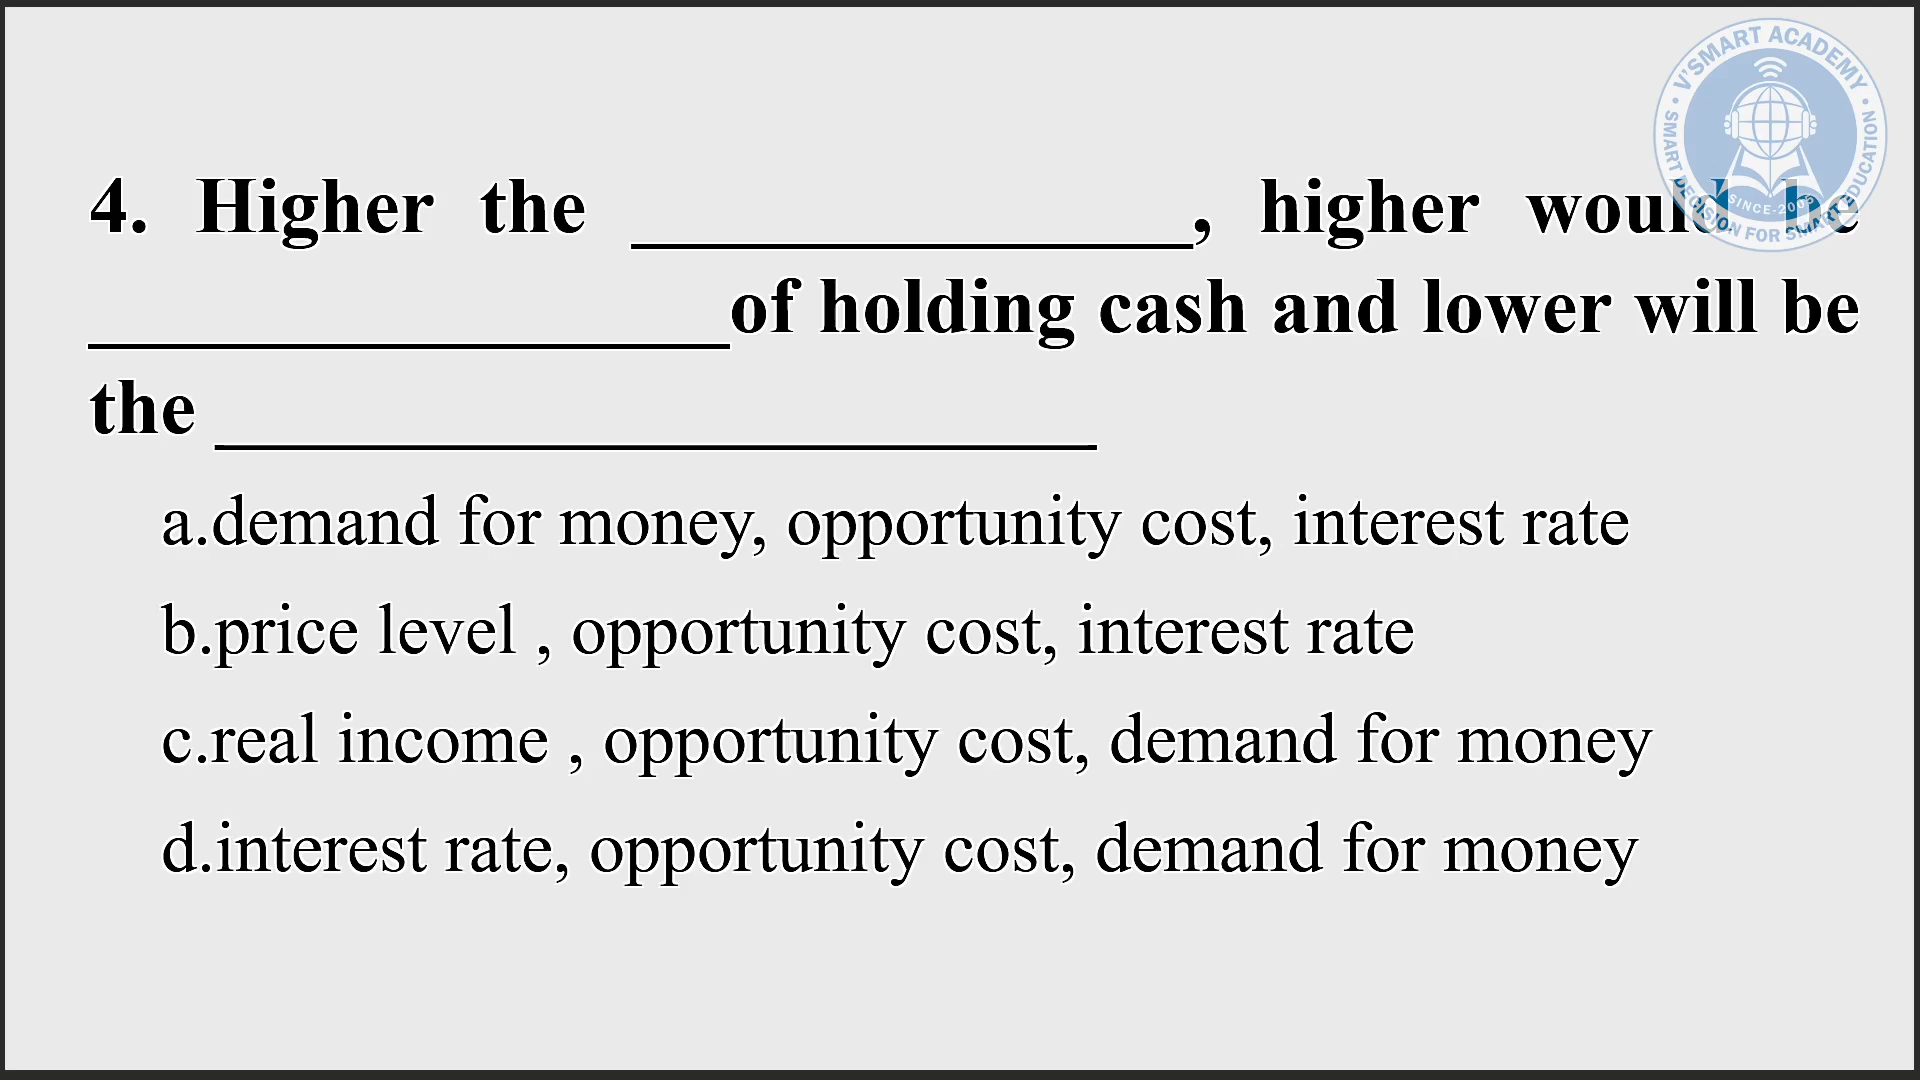 V'SMART ACADEMY
SMART DECISION FOR SMART EDUCATION
SINCE-2005
4. Higher the ______________, higher would be
________________of holding cash and lower will be
the ______________________
a.demand for money, opportunity cost, interest rate
b.price level , opportunity cost, interest rate
c.real income , opportunity cost, demand for money
d.interest rate, opportunity cost, demand for money